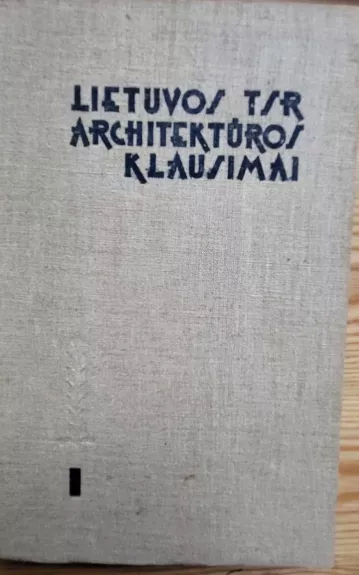 LIETUVOS TSR
ARCHITEKTŪROS
KLAUSIMAI
I